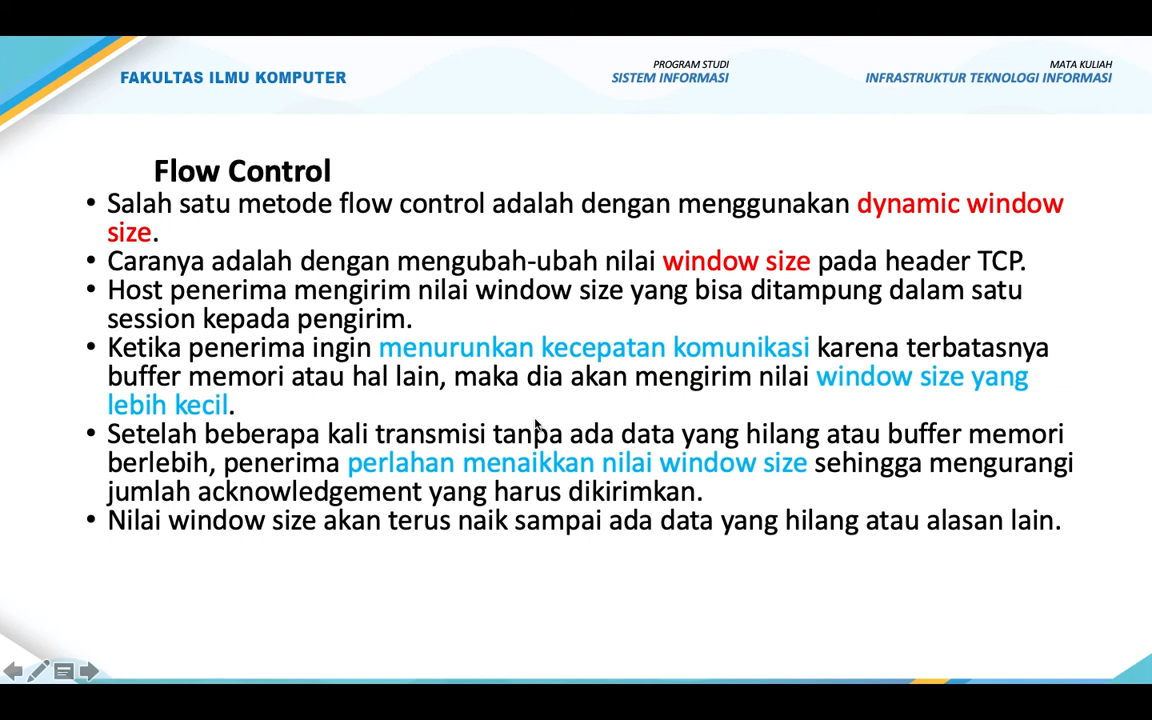 FAKULTAS ILMU KOMPUTER
PROGRAM STUDI
SISTEM INFORMASI
MATA KULIAH
INFRASTRUKTUR TEKNOLOGI INFORMASI
Flow Control
• Salah satu metode flow control adalah dengan menggunakan dynamic window
size.
• Caranya adalah dengan mengubah-ubah nilai window size pada header TCP.
• Host penerima mengirim nilai window size yang bisa ditampung dalam satu
session kepada pengirim.
• Ketika penerima ingin menurunkan kecepatan komunikasi karena terbatasnya
buffer memori atau hal lain, maka dia akan mengirim nilai window size yang
lebih kecil.
• Setelah beberapa kali transmisi tanpa ada data yang hilang atau buffer memori
berlebih, penerima perlahan menaikkan nilai window size sehingga mengurangi
jumlah acknowledgement yang harus dikirimkan.
• Nilai window size akan terus naik sampai ada data yang hilang atau alasan lain.